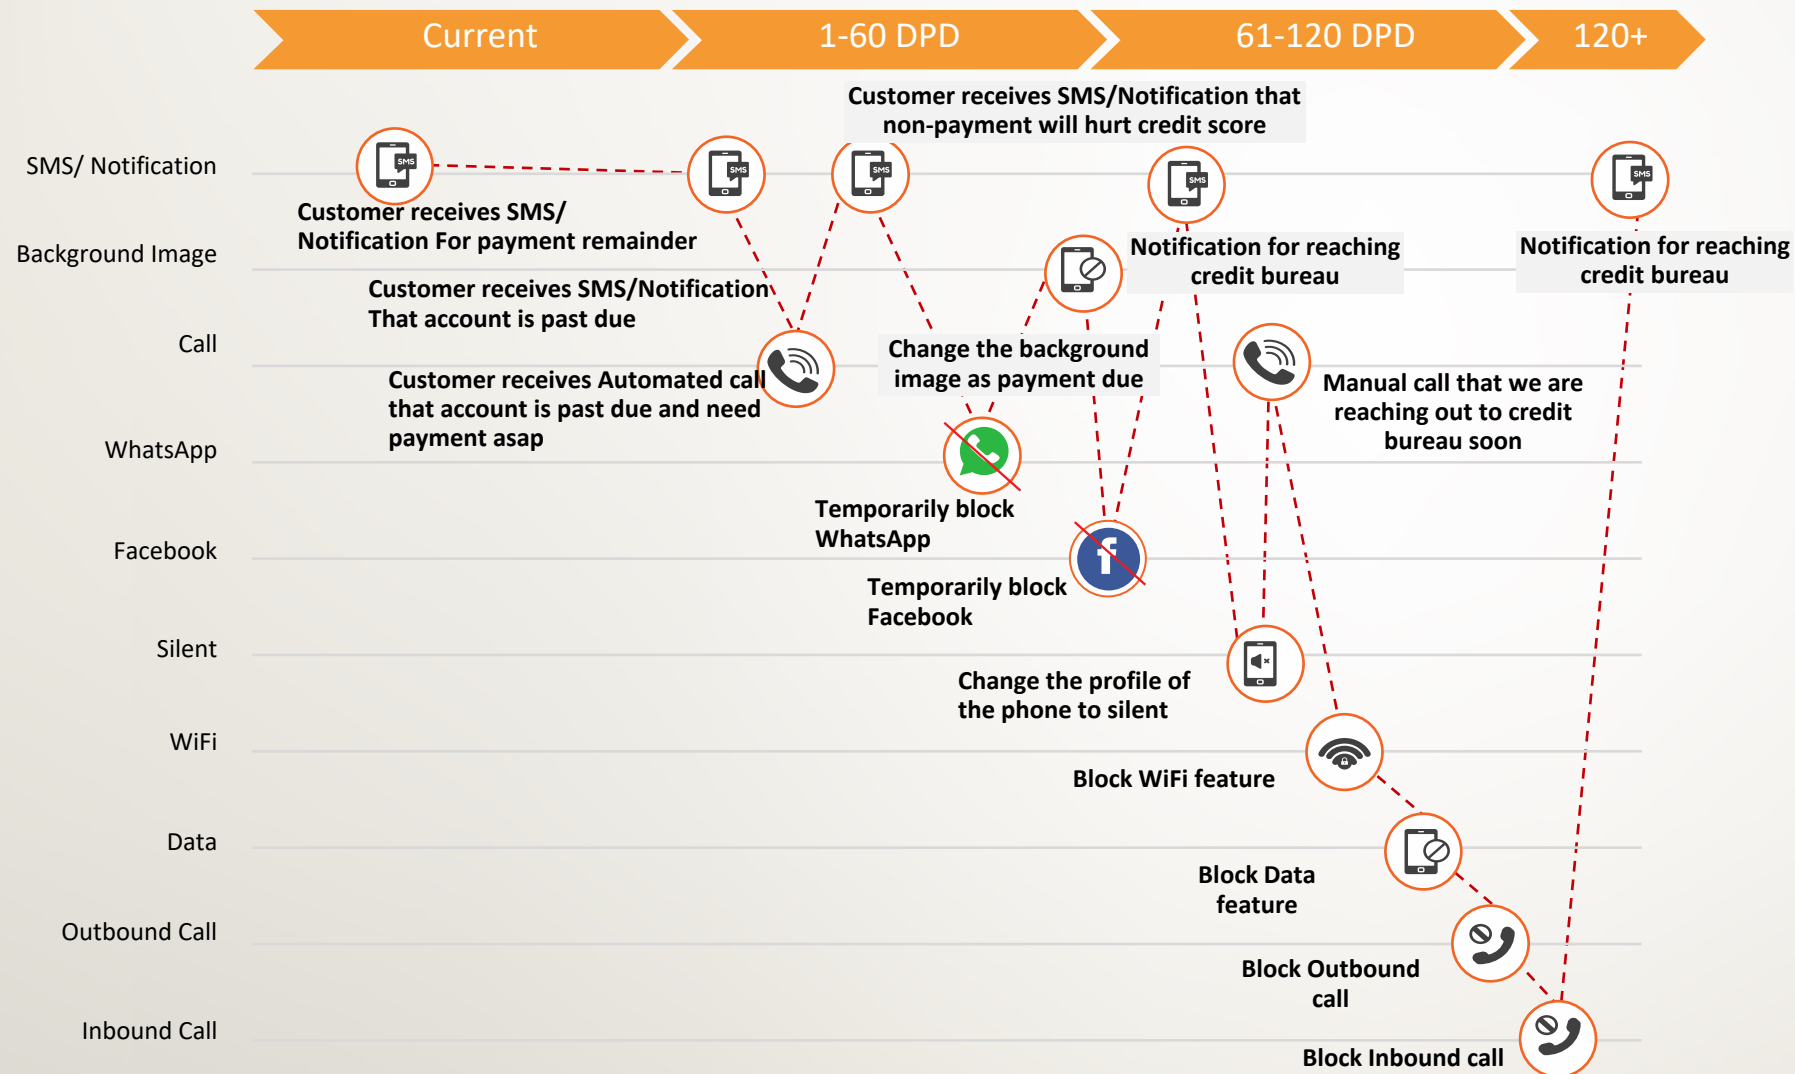 Current
1-60 DPD
61-120 DPD
120+
Customer receives SMS/Notification that
non-payment will hurt credit score
SMS/ Notification
SMS
SMS
SMS
SMS
SMS
Customer receives SMS/
Notification For payment remainder
Background Image
Notification for reaching
credit bureau
Notification for reaching
credit bureau
Customer receives SMS/Notification
That account is past due
Call
Change the background
image as payment due
Customer receives Automated call
that account is past due and need
payment asap
Manual call that we are
reaching out to credit
bureau soon
WhatsApp
Temporarily block
WhatsApp
Facebook
f
Temporarily block
Facebook
Silent
Change the profile of
the phone to silent
WiFi
Block WiFi feature
Data
Block Data
feature
Outbound Call
Block Outbound
call
Inbound Call
Block Inbound call